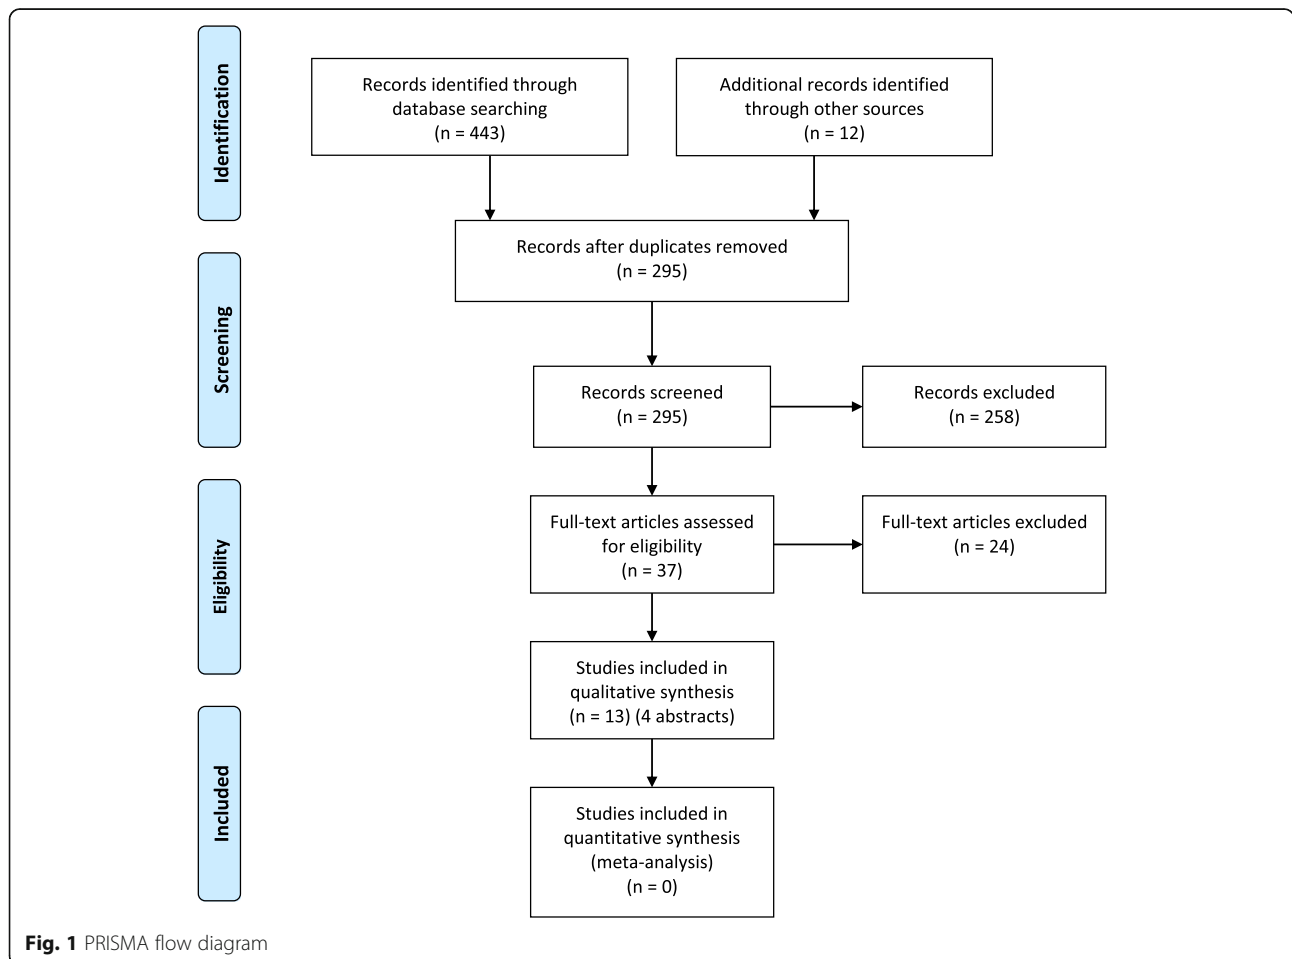 Identification
Records identified through
database searching
(n = 443)
Additional records identified
through other sources
(n = 12)
Records after duplicates removed
(n = 295)
Screening
Records screened
(n = 295)
Records excluded
(n = 258)
Eligibility
Full-text articles assessed
for eligibility
(n = 37)
Full-text articles excluded
(n = 24)
Studies included in
qualitative synthesis
(n = 13) (4 abstracts)
Included
Studies included in
quantitative synthesis
(meta-analysis)
(n = 0)
Fig. 1 PRISMA flow diagram